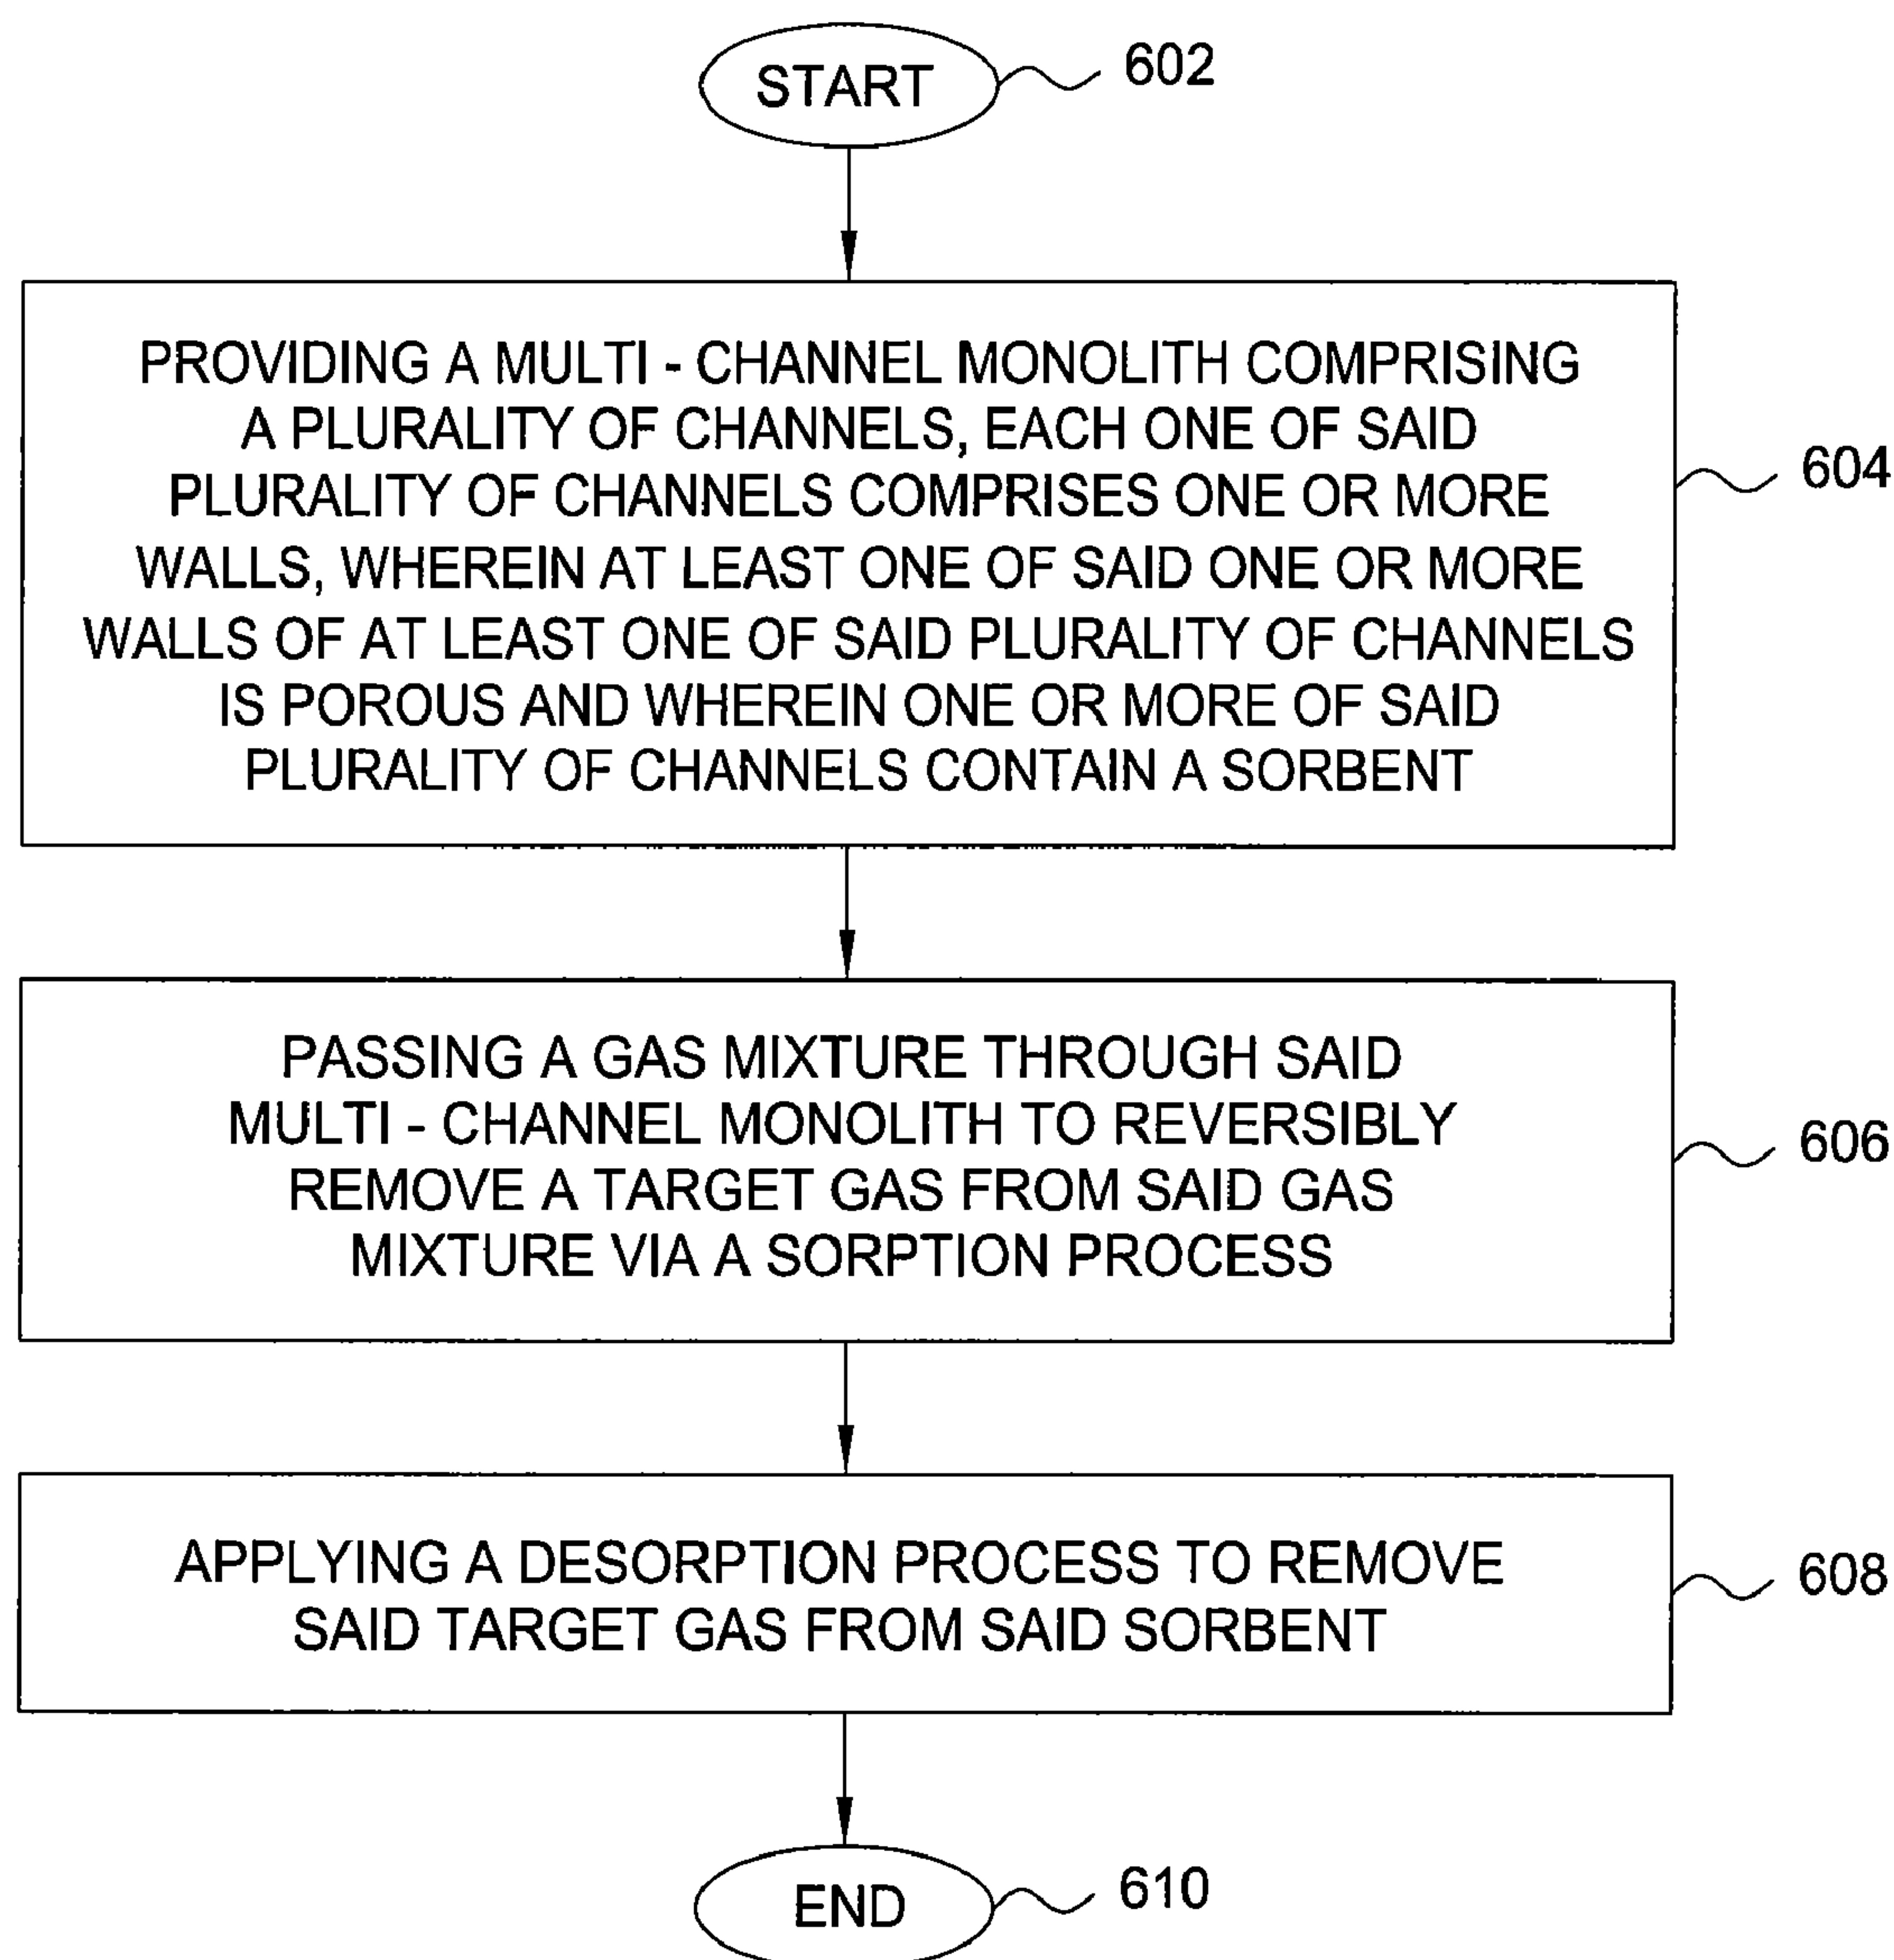 START
602
PROVIDING A MULTI - CHANNEL MONOLITH COMPRISING
A PLURALITY OF CHANNELS, EACH ONE OF SAID
PLURALITY OF CHANNELS COMPRISES ONE OR MORE
WALLS, WHEREIN AT LEAST ONE OF SAID ONE OR MORE
WALLS OF AT LEAST ONE OF SAID PLURALITY OF CHANNELS
IS POROUS AND WHEREIN ONE OR MORE OF SAID
PLURALITY OF CHANNELS CONTAIN A SORBENT
604
PASSING A GAS MIXTURE THROUGH SAID
MULTI - CHANNEL MONOLITH TO REVERSIBLY
REMOVE A TARGET GAS FROM SAID GAS
MIXTURE VIA A SORPTION PROCESS
606
APPLYING A DESORPTION PROCESS TO REMOVE
SAID TARGET GAS FROM SAID SORBENT
608
END
610